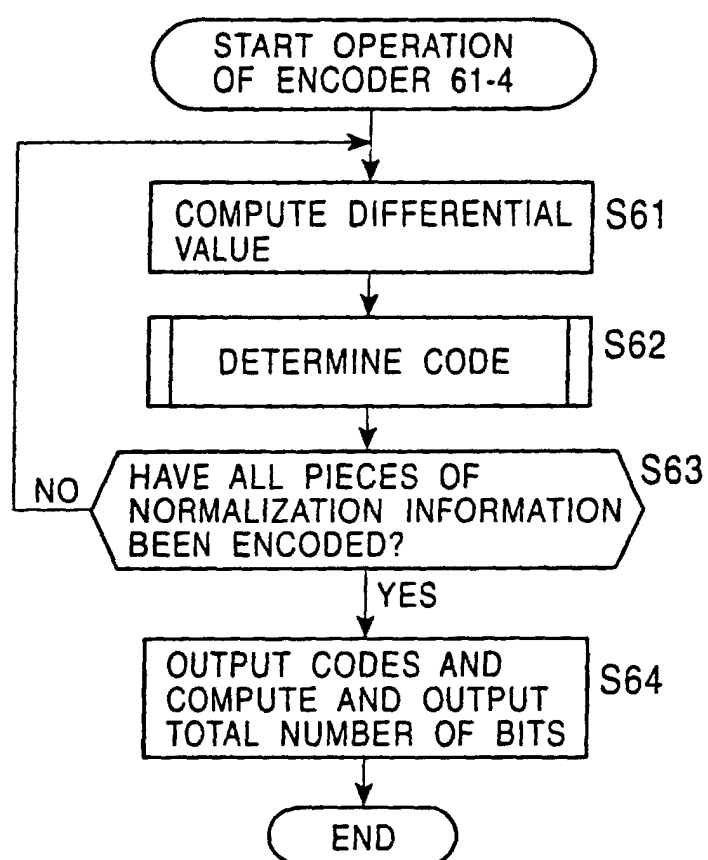 START OPERATION
OF ENCODER 61-4
COMPUTE DIFFERENTIAL
VALUE
S61
DETERMINE CODE
S62
HAVE ALL PIECES OF
NORMALIZATION INFORMATION
BEEN ENCODED?
S63
NO
YES
OUTPUT CODES AND
COMPUTE AND OUTPUT
TOTAL NUMBER OF BITS
S64
END